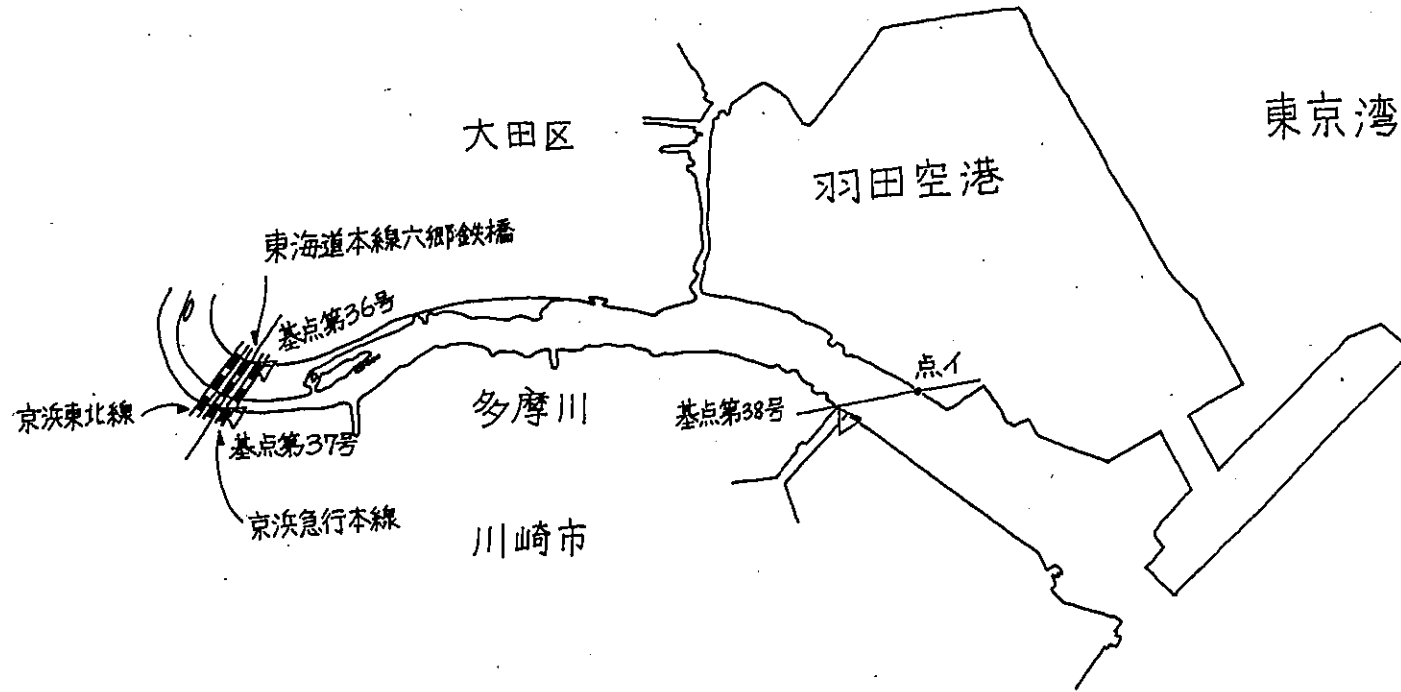 東京湾
大田区
羽田空港
東海道本線六郷鉄橋
基点第36号
点イ
京浜東北線
多摩川
基点第38号
基点第37号
京浜急行本線
川崎市